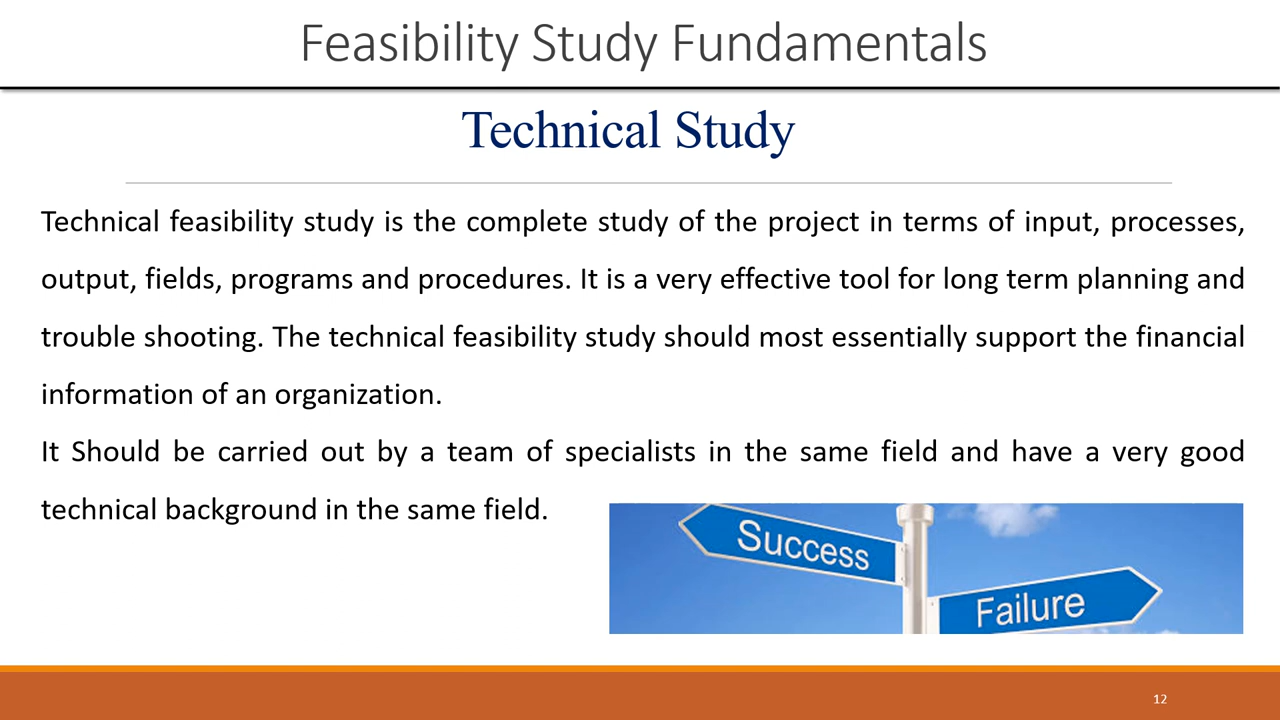 Feasibility Study Fundamentals
Technical Study
Technical feasibility study is the complete study of the project in terms of input, processes,
output, fields, programs and procedures. It is a very effective tool for long term planning and
trouble shooting. The technical feasibility study should most essentially support the financial
information of an organization.
It Should be carried out by a team of specialists in the same field and have a very good
technical background in the same field.
Success
Failure
12